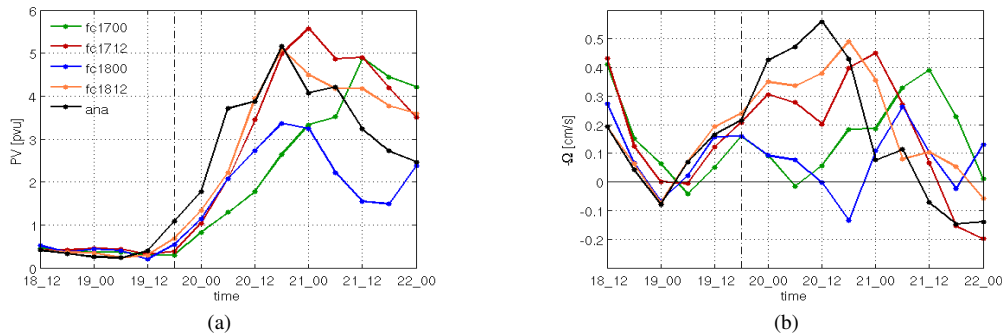 6
5
4
3
2
1
0
PV [pvu]
fc1700
fc1712
fc1800
fc1812
ana
18_12 19_00 19_12 20_00 20_12 21_00 21_12 22_00
time
(a)
0.5
0.4
0.3
0.2
0.1
0
-0.1
-0.2
-Ω [cm/s]
18_12 19_00 19_12 20_00 20_12 21_00 21_12 22_00
time
(b)